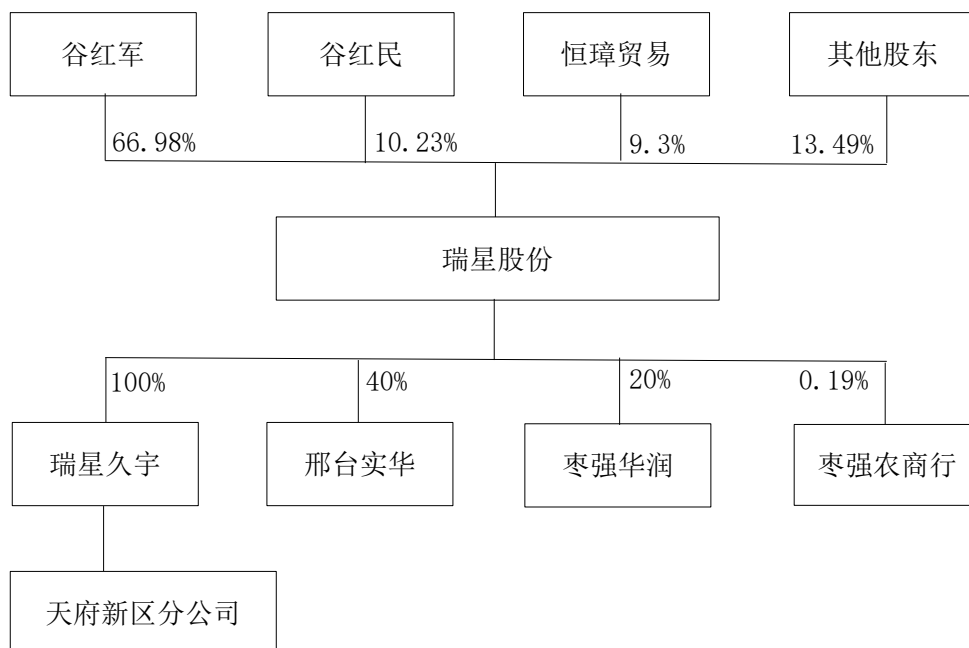 谷红军
谷红民
恒璋贸易
其他股东
66.98%
10.23%
9.3%
13.49%
瑞星股份
100%
40%
20%
0.19%
瑞星久宇
邢台实华
枣强华润
枣强农商行
天府新区分公司